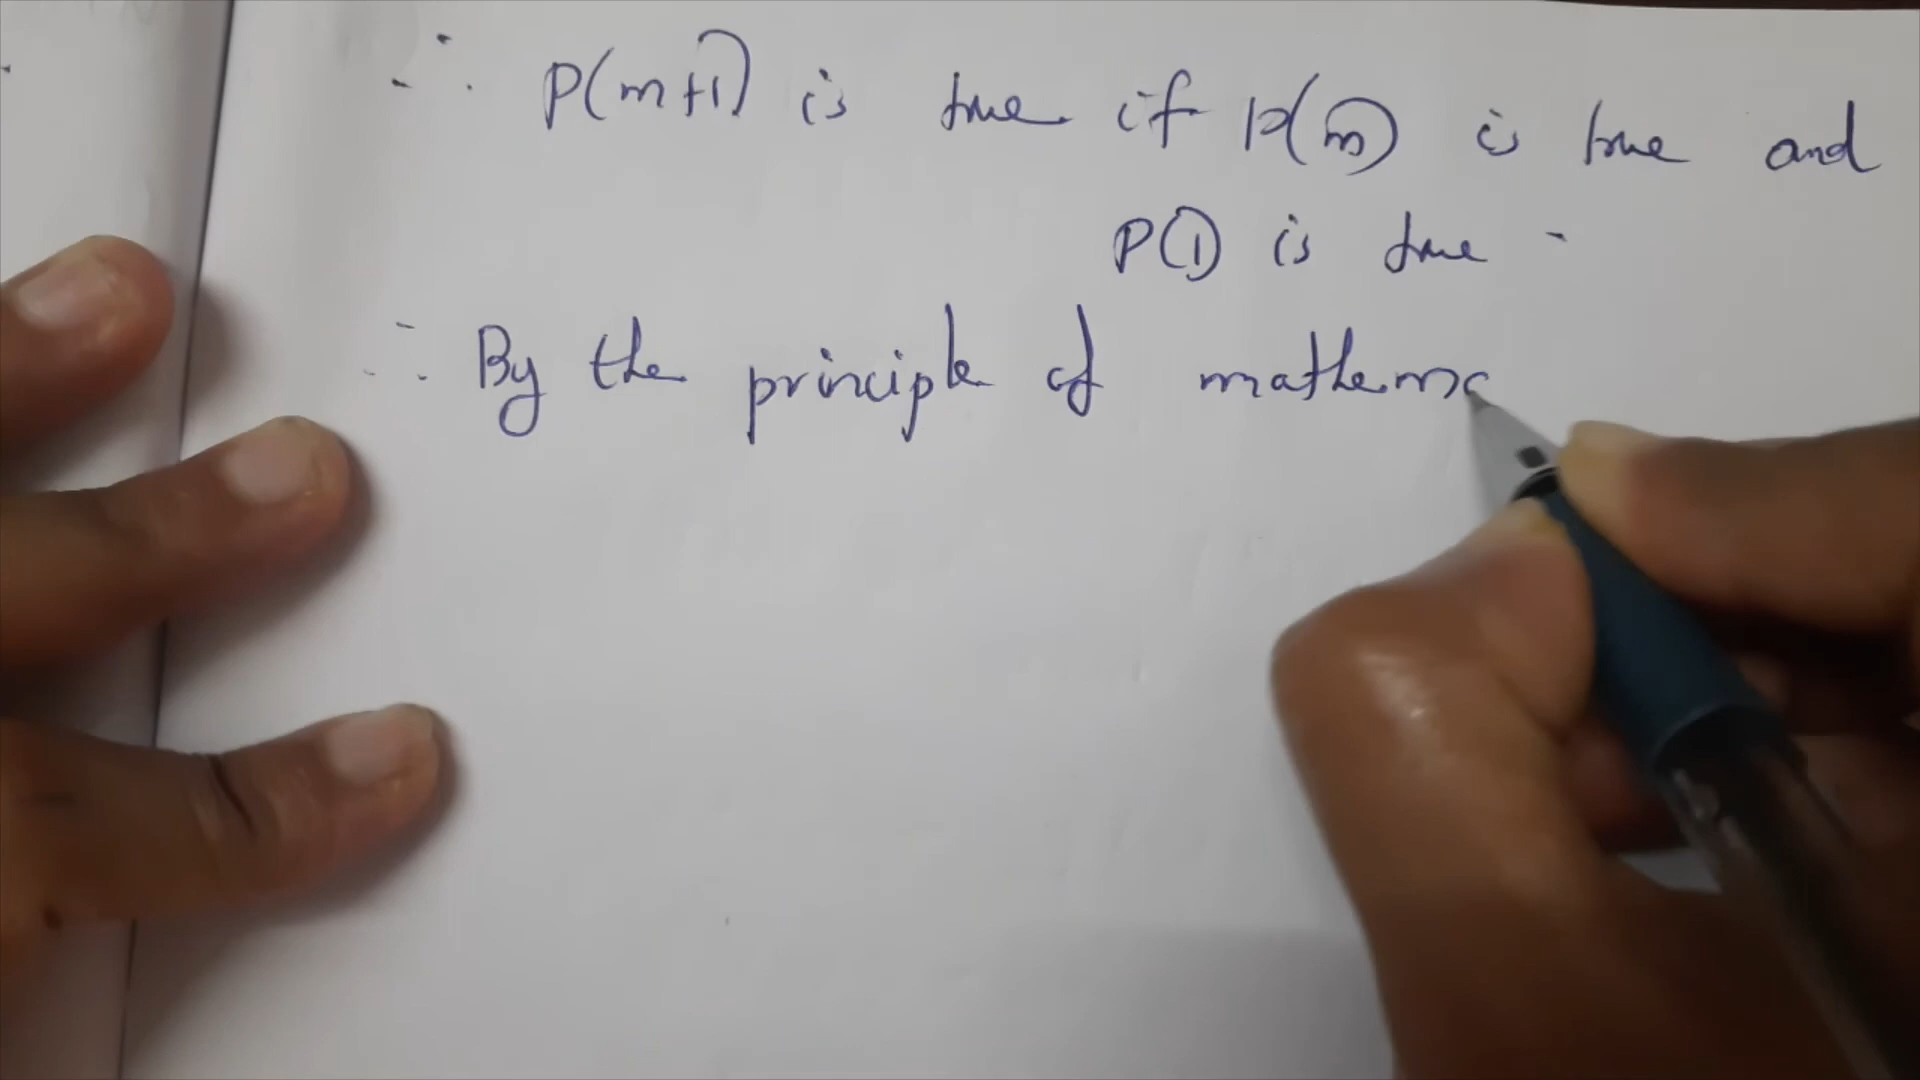 ∴ P(m+1) is true if P(m) is true and
P(1) is true .
∴ By the principle of mathema